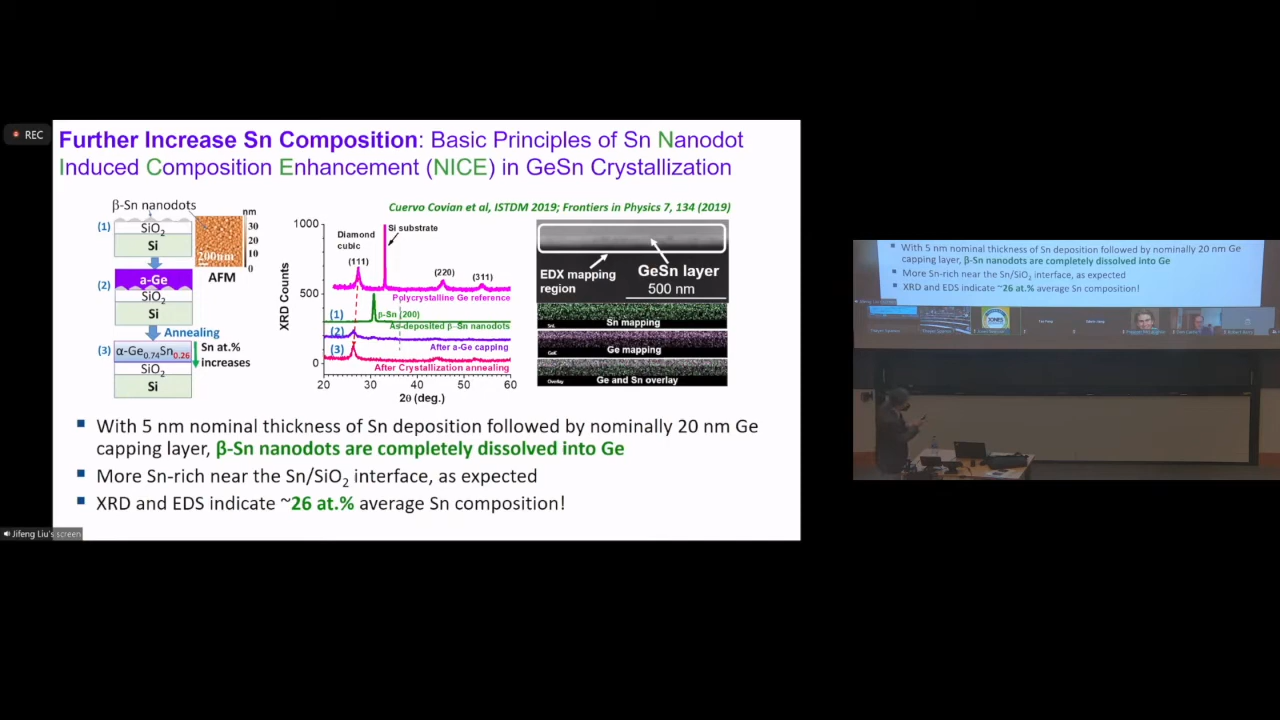 REC
Further Increase Sn Composition: Basic Principles of Sn Nanodot
Induced Composition Enhancement (NICE) in GeSn Crystallization
Cuervo Covian et al, ISTDM 2019; Frontiers in Physics 7, 134 (2019)
β-Sn nanodots
(1)
SiO2
Si
nm
30
20
10
0
200nm
AFM
(2)
a-Ge
SiO2
Si
Annealing
(3)
α-Ge0.74Sn0.26
SiO2
Si
Sn at.%
increases
XRD Counts
1000
500
0
Diamond
cubic
(111)
Si substrate
(220)
(311)
Polycrystalline Ge reference
(1)
β-Sn (200)
As-deposited β-Sn nanodots
(2)
After a-Ge capping
(3)
After Crystallization annealing
20
30
40
50
60
2θ (deg.)
EDX mapping
region
GeSn layer
500 nm
Sn mapping
Ge mapping
Overlay
Ge and Sn overlay
With 5 nm nominal thickness of Sn deposition followed by nominally 20 nm Ge
capping layer, β-Sn nanodots are completely dissolved into Ge
More Sn-rich near the Sn/SiO2 interface, as expected
XRD and EDS indicate ~26 at.% average Sn composition!
Jifeng Liu's screen
With 5 nm nominal thickness of Sn deposition followed by nominally 20 nm Ge
capping layer, β-Sn nanodots are completely dissolved into Ge
More Sn-rich near the Sn/SiO2 interface, as expected
XRD and EDS indicate ~26 at.% average Sn composition!